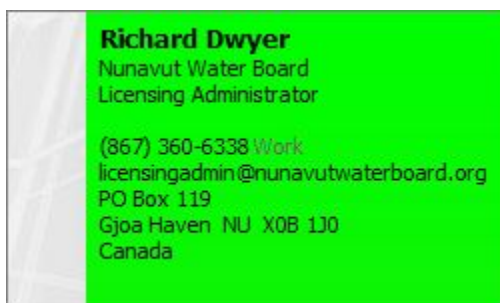 Richard Dwyer
Nunavut Water Board
Licensing Administrator
(867) 360-6338 Work
licensingadmin@nunavutwaterboard.org
PO Box 119
Gjoa Haven NU X0B 1J0
Canada